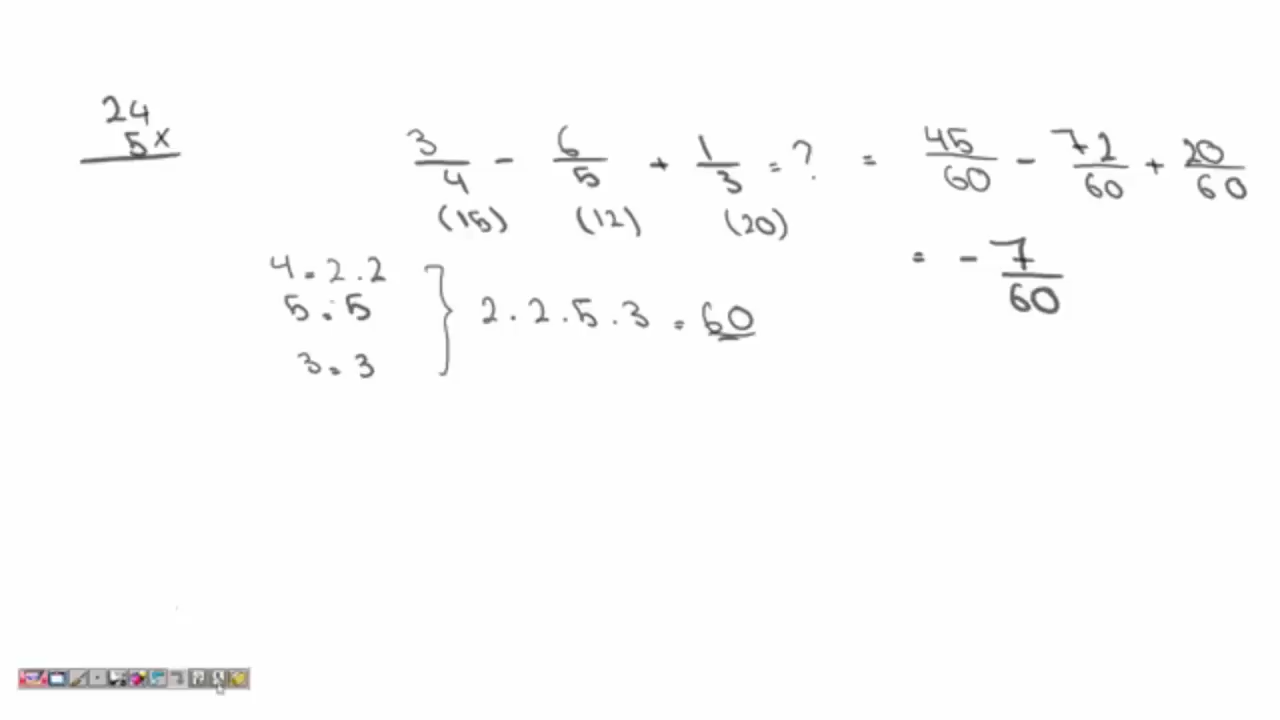 24
5x
3/4 - 6/5 + 1/3 = ? = 45/60 - 72/60 + 20/60
(15) (12) (20)
= - 7/60
4 = 2 . 2
5 = 5
3 = 3
} 2 . 2 . 5 . 3 = 60